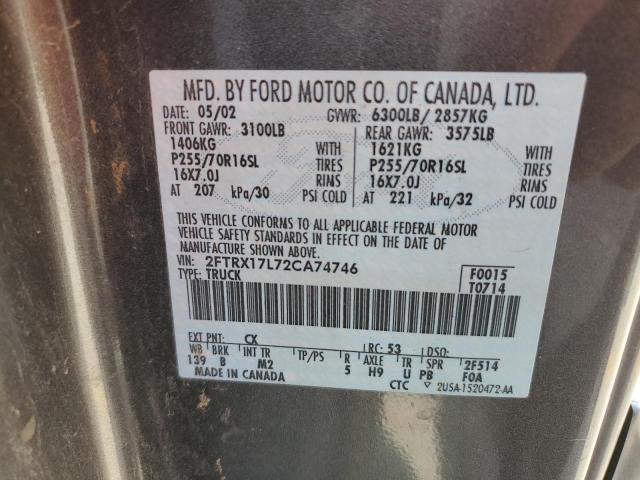 MFD. BY FORD MOTOR CO. OF CANADA, LTD.
DATE: 05/02 GVWR: 6300LB/ 2857KG
FRONT GAWR: 3100LB REAR GAWR: 3575LB
1406KG WITH 1621KG WITH
P255/70R16SL TIRES P255/70R16SL TIRES
16X7.0J RIMS 16X7.0J RIMS
AT 207 kPa/30 PSI COLD AT 221 kPa/32 PSI COLD
THIS VEHICLE CONFORMS TO ALL APPLICABLE FEDERAL MOTOR
VEHICLE SAFETY STANDARDS IN EFFECT ON THE DATE OF
MANUFACTURE SHOWN ABOVE.
VIN: 2FTRX17L72CA74746 F0015
TYPE: TRUCK T0714
EXT PNT: CX RC: 53 DSO:
WB BRK INT TR TP/PS R AXLE TR SPR 2F514
139 B M2 5 H9 U PB F0A
MADE IN CANADA CTC ▽ 2USA-1520472-AA